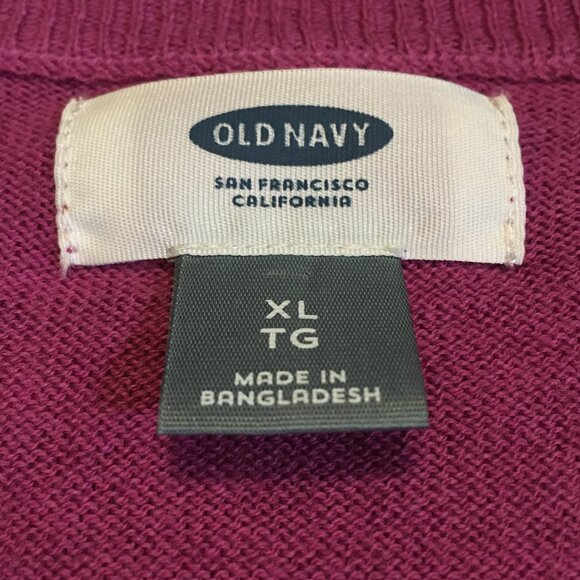 OLD NAVY
SAN FRANCISCO
CALIFORNIA
XL
TG
MADE IN
BANGLADESH